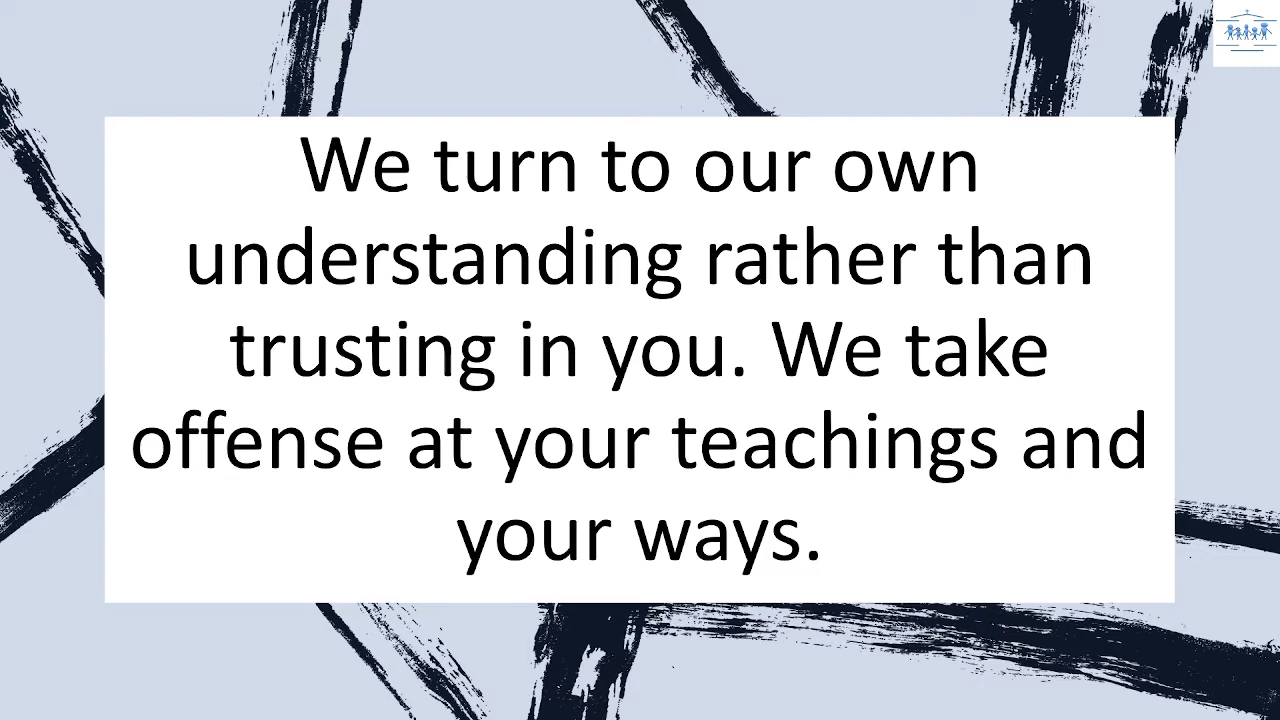 We turn to our own
understanding rather than
trusting in you. We take
offense at your teachings and
your ways.